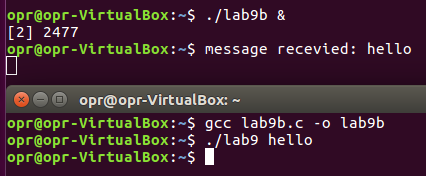 opr@opr-VirtualBox:~$ ./lab9b &
[2] 2477
opr@opr-VirtualBox:~$ message recevied: hello
opr@opr-VirtualBox: ~
opr@opr-VirtualBox:~$ gcc lab9b.c -o lab9b
opr@opr-VirtualBox:~$ ./lab9 hello
opr@opr-VirtualBox:~$